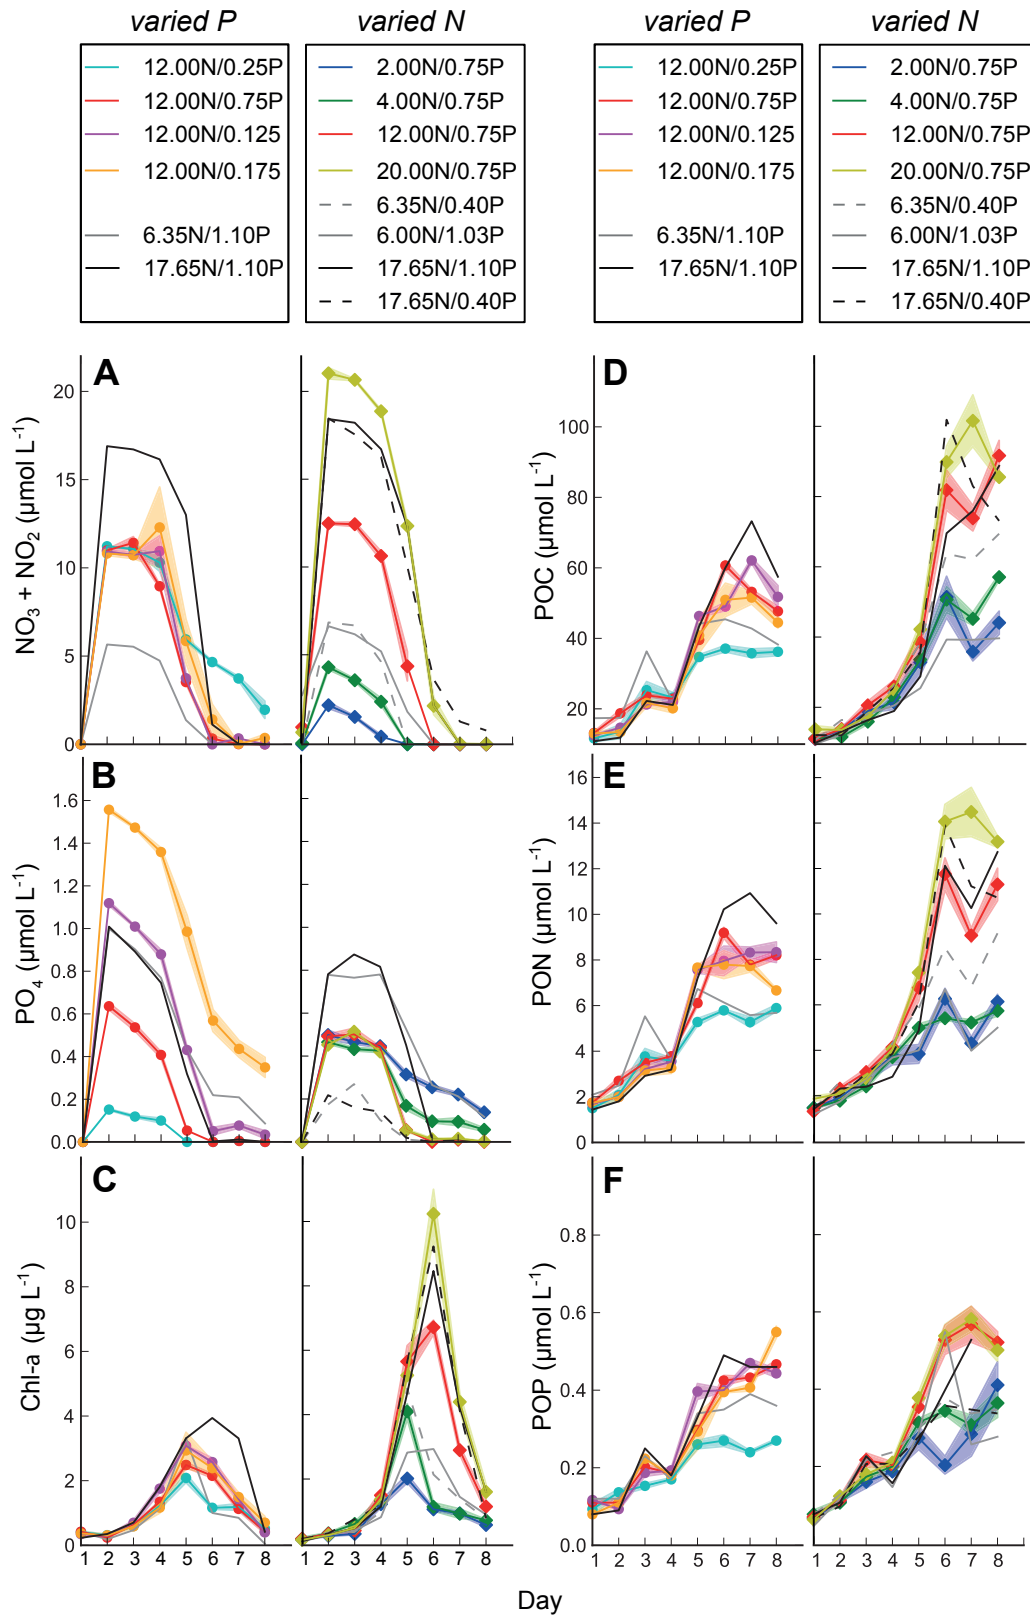 varied P
varied N
varied P
varied N
12.00N/0.25P
12.00N/0.75P
12.00N/0.125
12.00N/0.175
6.35N/1.10P
17.65N/1.10P
2.00N/0.75P
4.00N/0.75P
12.00N/0.75P
20.00N/0.75P
6.35N/0.40P
6.00N/1.03P
17.65N/1.10P
17.65N/0.40P
12.00N/0.25P
12.00N/0.75P
12.00N/0.125
12.00N/0.175
6.35N/1.10P
17.65N/1.10P
2.00N/0.75P
4.00N/0.75P
12.00N/0.75P
20.00N/0.75P
6.35N/0.40P
6.00N/1.03P
17.65N/1.10P
17.65N/0.40P
A
NO₃ + NO₂ (µmol L⁻¹)
20
15
10
5
0
B
PO₄ (µmol L⁻¹)
1.6
1.4
1.2
1.0
0.8
0.6
0.4
0.2
0.0
C
Chl-a (µg L⁻¹)
10
8
6
4
2
0
1 2 3 4 5 6 7 8
1 2 3 4 5 6 7 8
D
POC (µmol L⁻¹)
100
80
60
40
20
E
PON (µmol L⁻¹)
16
14
12
10
8
6
4
2
0
F
POP (µmol L⁻¹)
0.8
0.6
0.4
0.2
0.0
1 2 3 4 5 6 7 8
1 2 3 4 5 6 7 8
Day